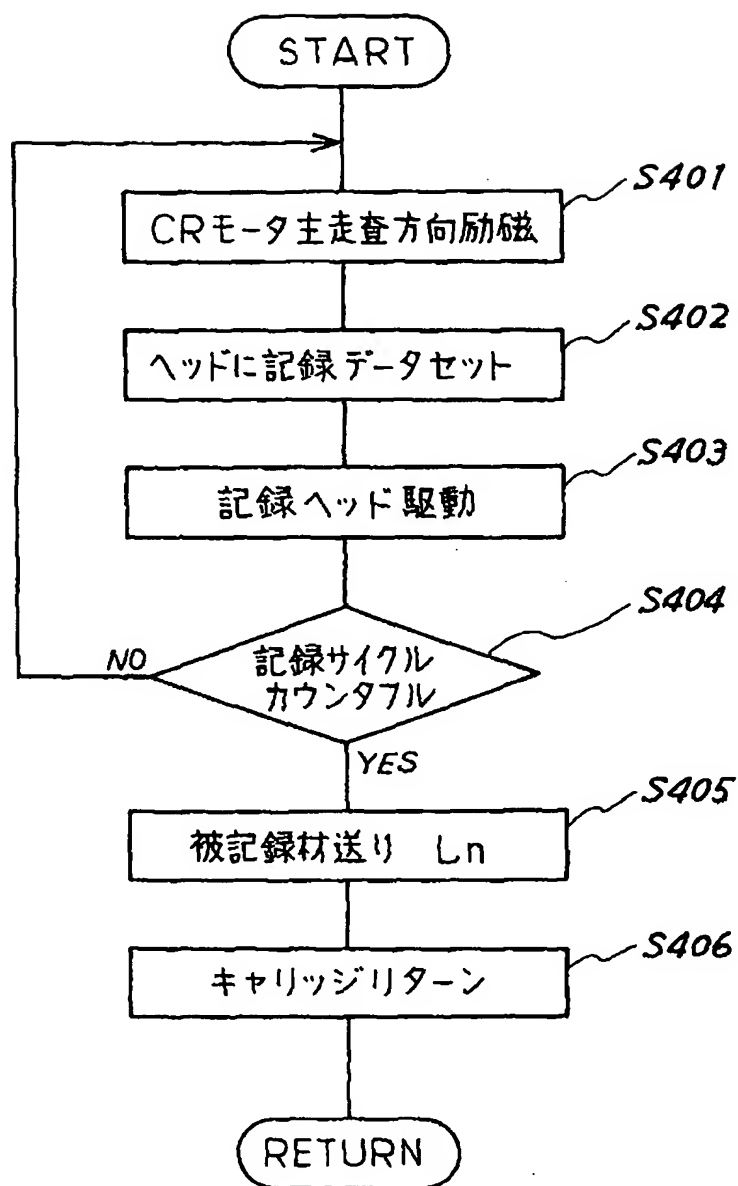 START
S401
CRモータ主走査方向励磁
S402
ヘッドに記録データセット
S403
記録ヘッド駆動
S404
記録サイクル
カウンタフル
NO
YES
S405
被記録材送り Ln
S406
キャリッジリターン
RETURN